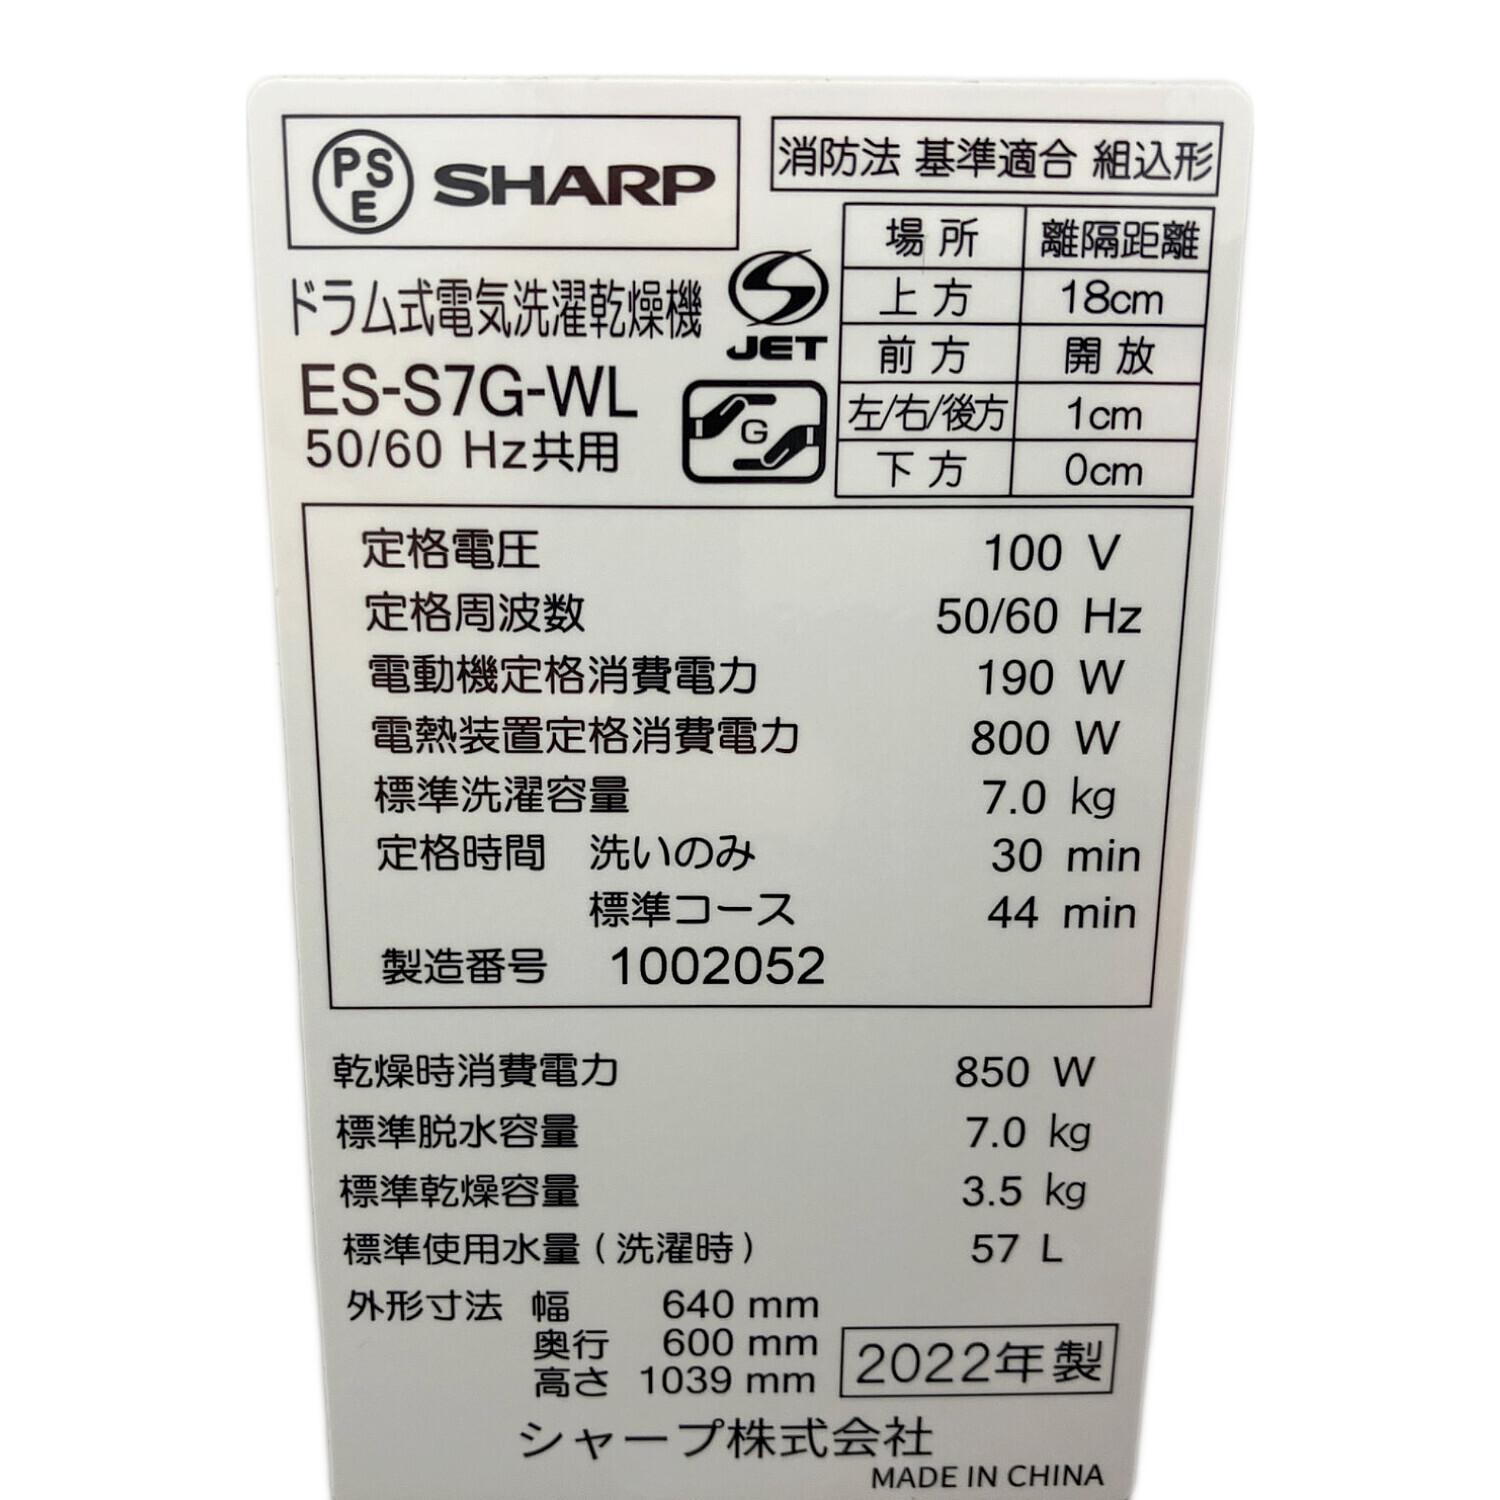 PSE SHARP
消防法 基準適合 組込形
場所 離隔距離
上方 18cm
前方 開放
左/右/後方 1cm
下方 0cm
ドラム式電気洗濯乾燥機
JET
ES-S7G-WL
G
50/60 Hz共用
定格電圧 100 V
定格周波数 50/60 Hz
電動機定格消費電力 190 W
電熱装置定格消費電力 800 W
標準洗濯容量 7.0 kg
定格時間 洗いのみ 30 min
標準コース 44 min
製造番号 1002052
乾燥時消費電力 850 W
標準脱水容量 7.0 kg
標準乾燥容量 3.5 kg
標準使用水量(洗濯時) 57 L
外形寸法 幅 640 mm
奥行 600 mm
高さ 1039 mm
2022年製
シャープ株式会社
MADE IN CHINA